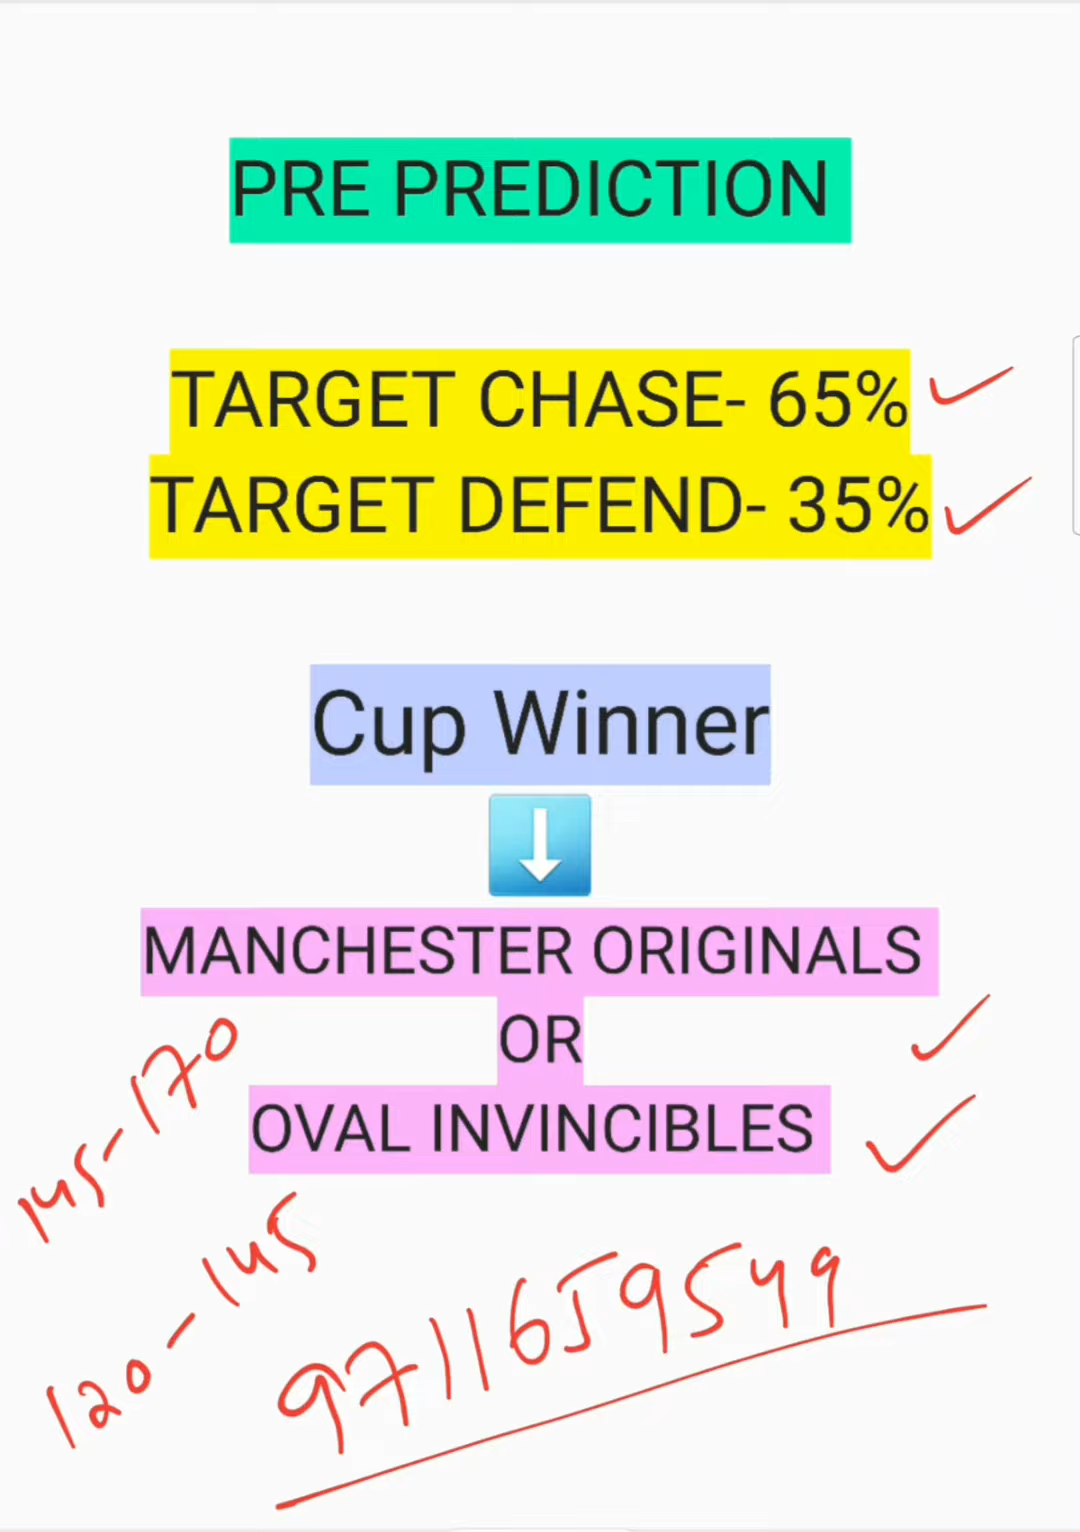 PRE PREDICTION
TARGET CHASE- 65%
TARGET DEFEND- 35%
Cup Winner
MANCHESTER ORIGINALS
OR
OVAL INVINCIBLES
145-170
120-145
9711659549